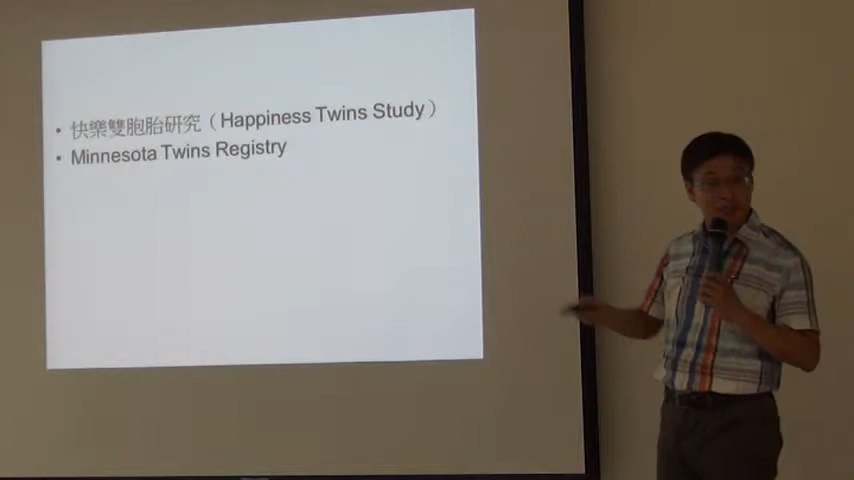 • 快樂雙胞胎研究（Happiness Twins Study）
• Minnesota Twins Registry